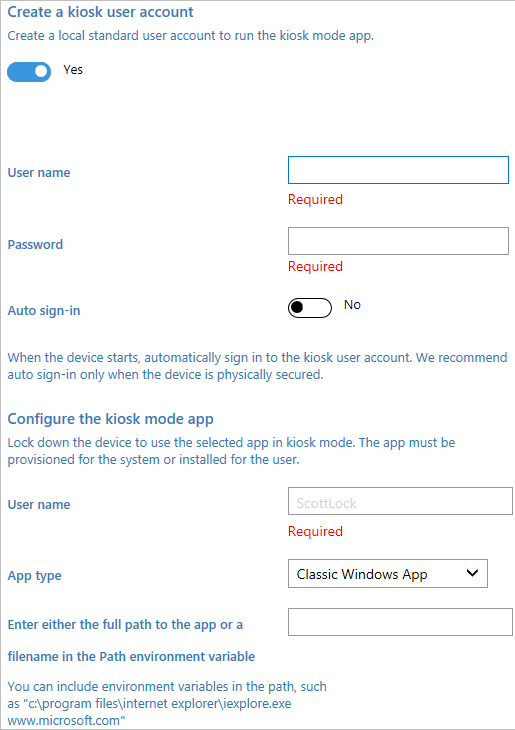 Create a kiosk user account
Create a local standard user account to run the kiosk mode app.
Yes
User name
Required
Password
Required
Auto sign-in
No
When the device starts, automatically sign in to the kiosk user account. We recommend
auto sign-in only when the device is physically secured.
Configure the kiosk mode app
Lock down the device to use the selected app in kiosk mode. The app must be
provisioned for the system or installed for the user.
User name
ScottLock
Required
App type
Classic Windows App
Enter either the full path to the app or a
filename in the Path environment variable
You can include environment variables in the path, such
as "c:\program files\internet explorer\iexplore.exe
www.microsoft.com"